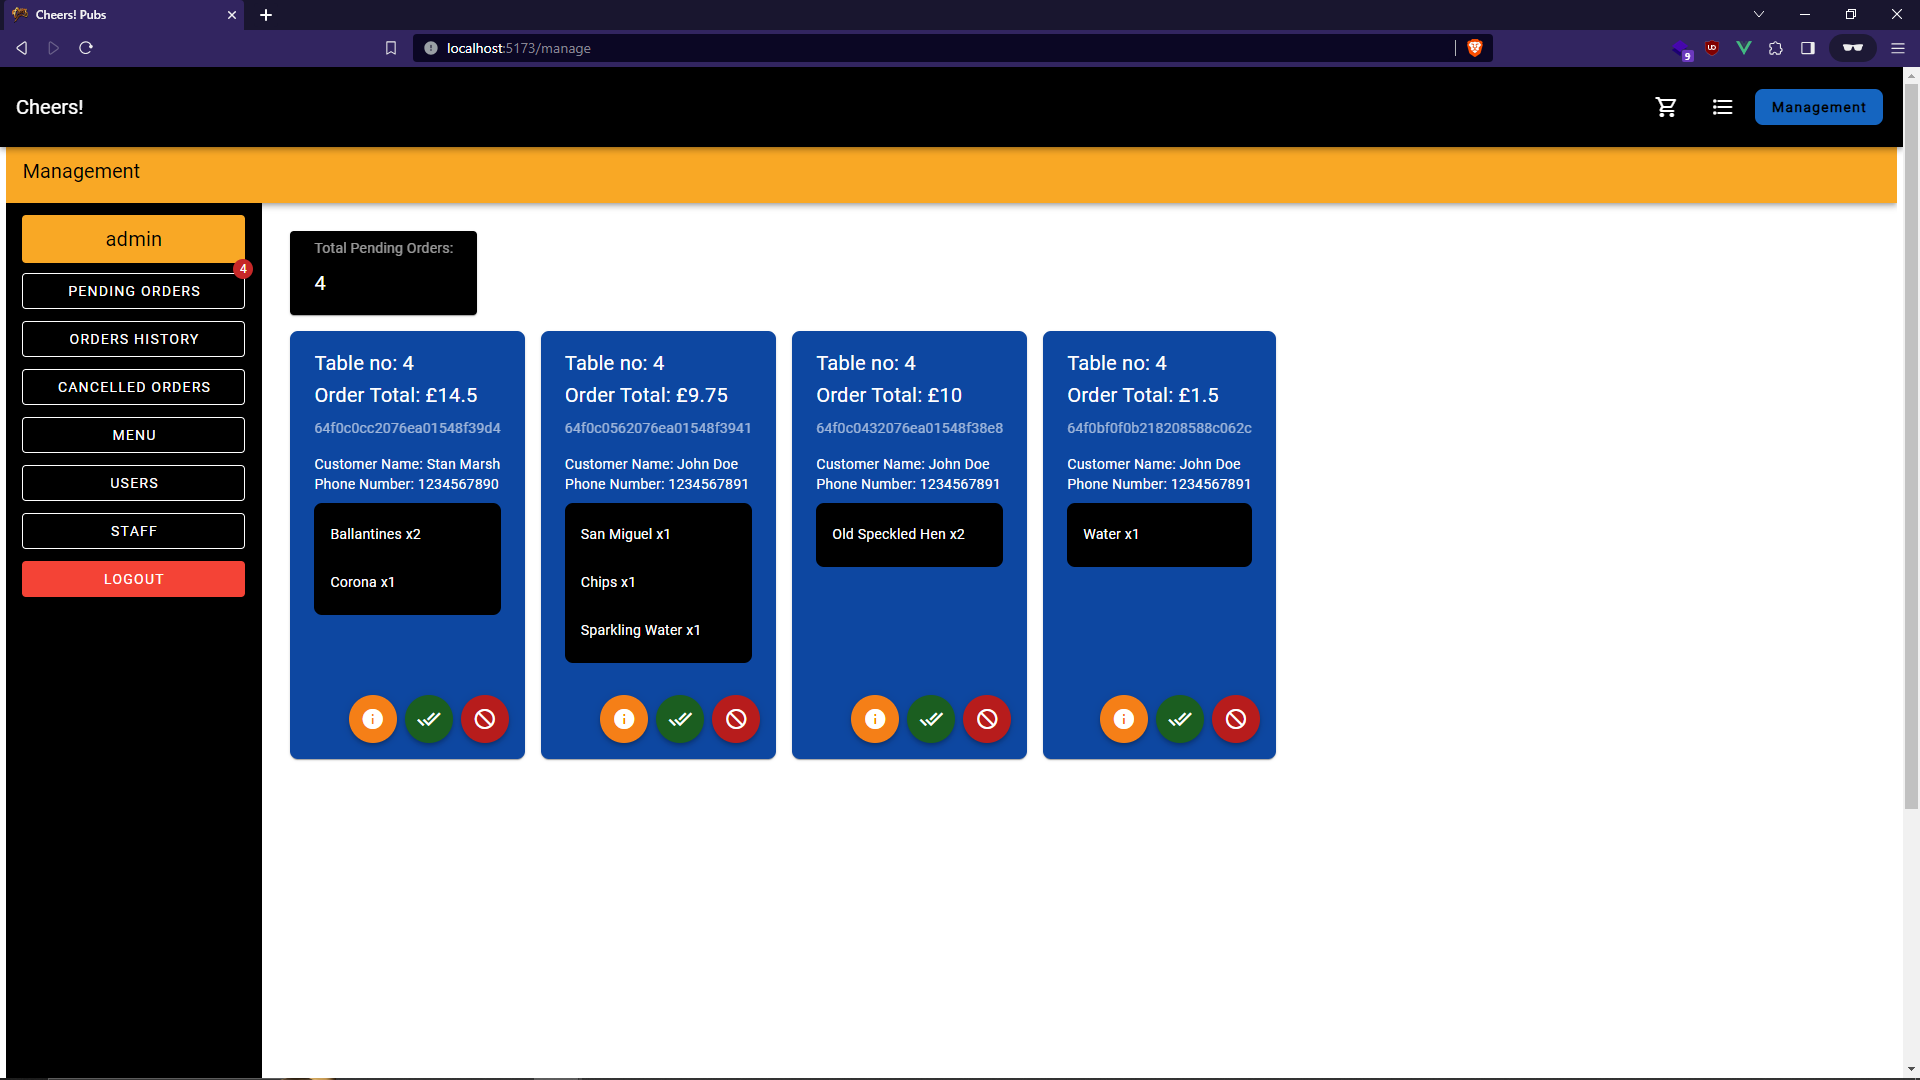 Cheers! Pubs
localhost:5173/manage
9
Cheers!
Management
Management
admin
4
PENDING ORDERS
ORDERS HISTORY
CANCELLED ORDERS
MENU
USERS
STAFF
LOGOUT
Total Pending Orders:
4
Table no: 4
Order Total: £14.5
64f0c0cc2076ea01548f39d4
Customer Name: Stan Marsh
Phone Number: 1234567890
Ballantines x2
Corona x1
Table no: 4
Order Total: £9.75
64f0c0562076ea01548f3941
Customer Name: John Doe
Phone Number: 1234567891
San Miguel x1
Chips x1
Sparkling Water x1
Table no: 4
Order Total: £10
64f0c0432076ea01548f38e8
Customer Name: John Doe
Phone Number: 1234567891
Old Speckled Hen x2
Table no: 4
Order Total: £1.5
64f0bf0f0b218208588c062c
Customer Name: John Doe
Phone Number: 1234567891
Water x1